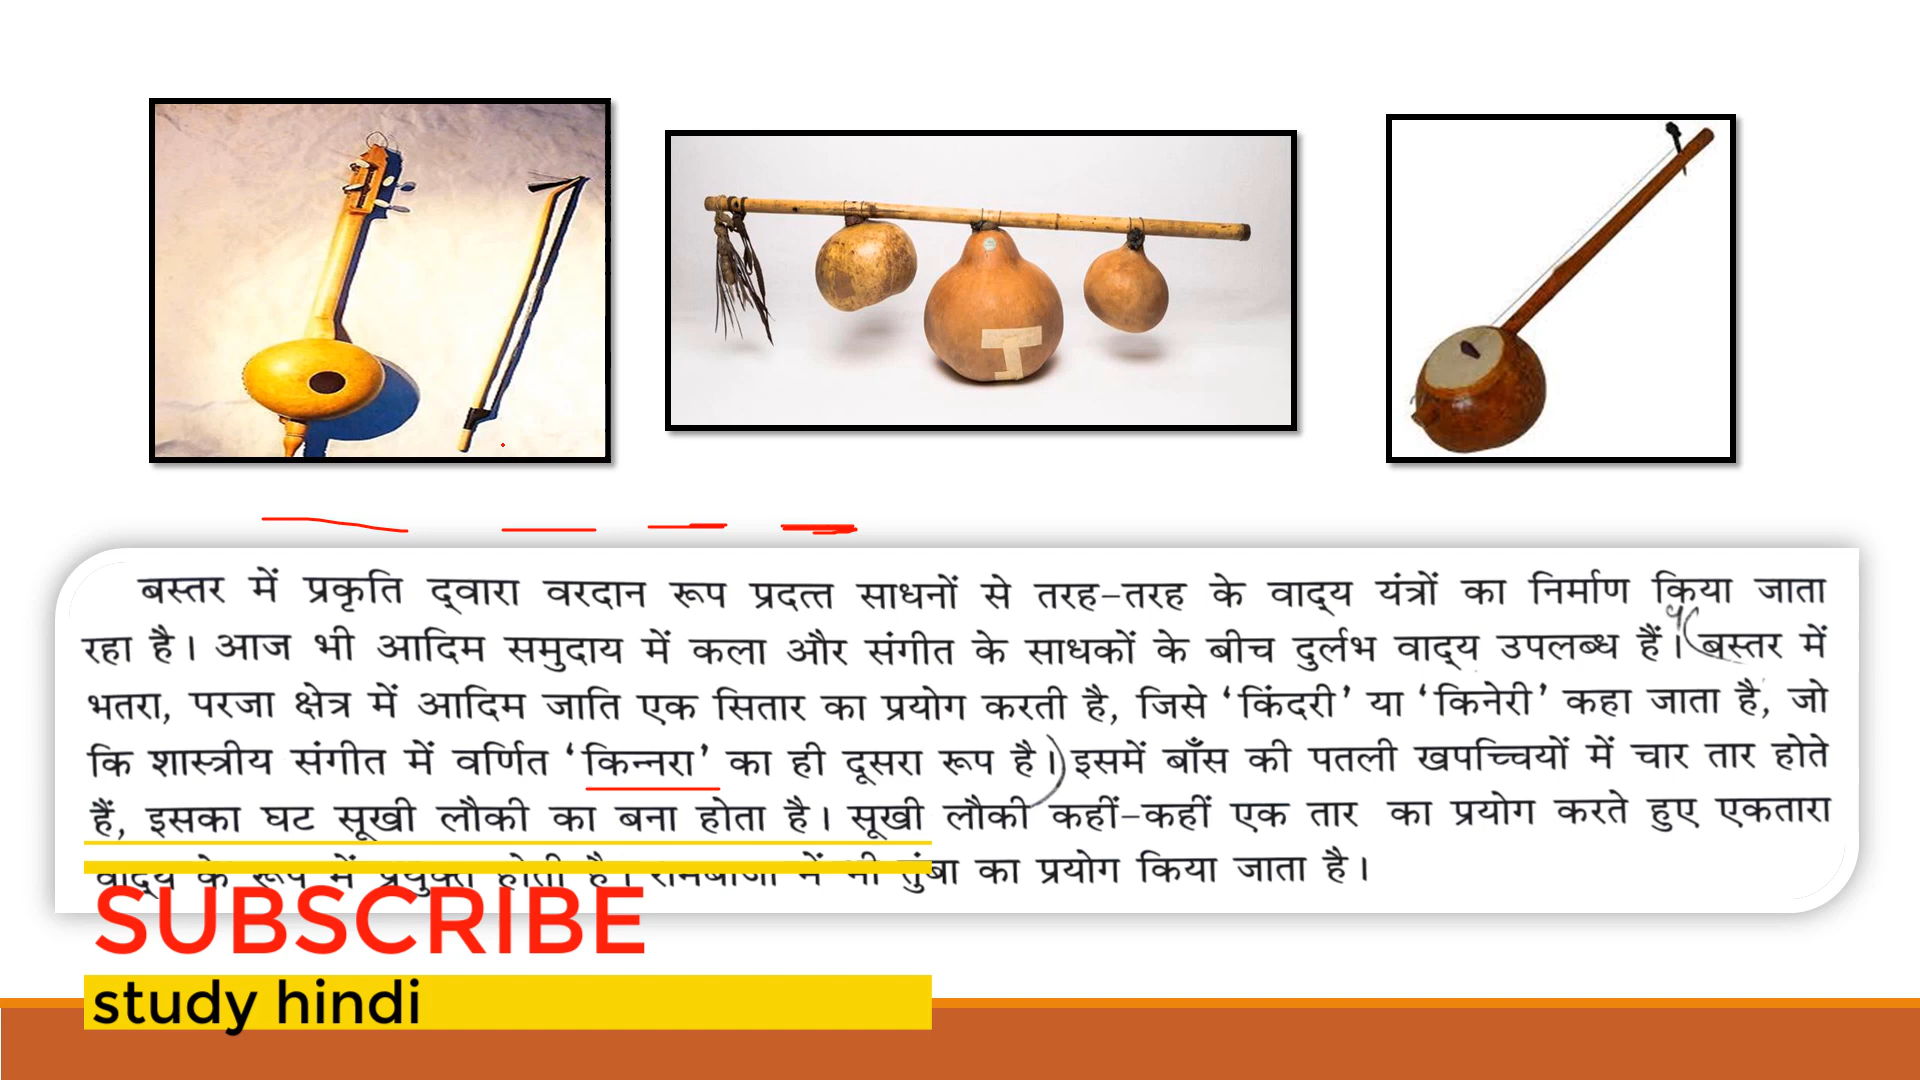 बस्तर में प्रकृति द्वारा वरदान रूप प्रदत्त साधनों से तरह-तरह के वाद्य यंत्रों का निर्माण किया जाता
रहा है। आज भी आदिम समुदाय में कला और संगीत के साधकों के बीच दुर्लभ वाद्य उपलब्ध हैं। बस्तर में
भतरा, परजा क्षेत्र में आदिम जाति एक सितार का प्रयोग करती है, जिसे 'किंदरी' या 'किनेरी' कहा जाता है, जो
कि शास्त्रीय संगीत में वर्णित 'किन्नरा' का ही दूसरा रूप है। इसमें बाँस की पतली खपच्चियों में चार तार होते
हैं, इसका घट सूखी लौकी का बना होता है। सूखी लौकी कहीं-कहीं एक तार का प्रयोग करते हुए एकतारा
वाद्य के रूप में प्रयुक्त होती है। रामबाजा में भी तुंबा का प्रयोग किया जाता है।
SUBSCRIBE
study hindi